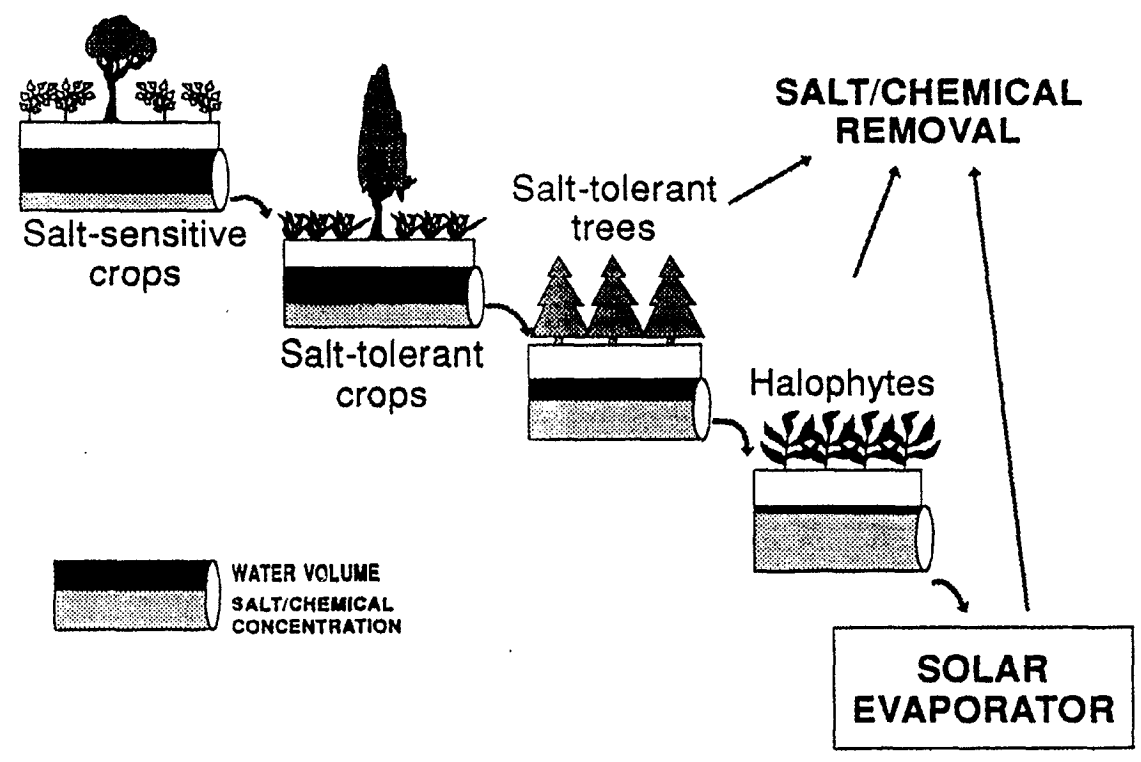 SALT/CHEMICAL
REMOVAL
Salt-tolerant
trees
Salt-sensitive
crops
Salt-tolerant
crops
Halophytes
WATER VOLUME
SALT/CHEMICAL
CONCENTRATION
SOLAR
EVAPORATOR